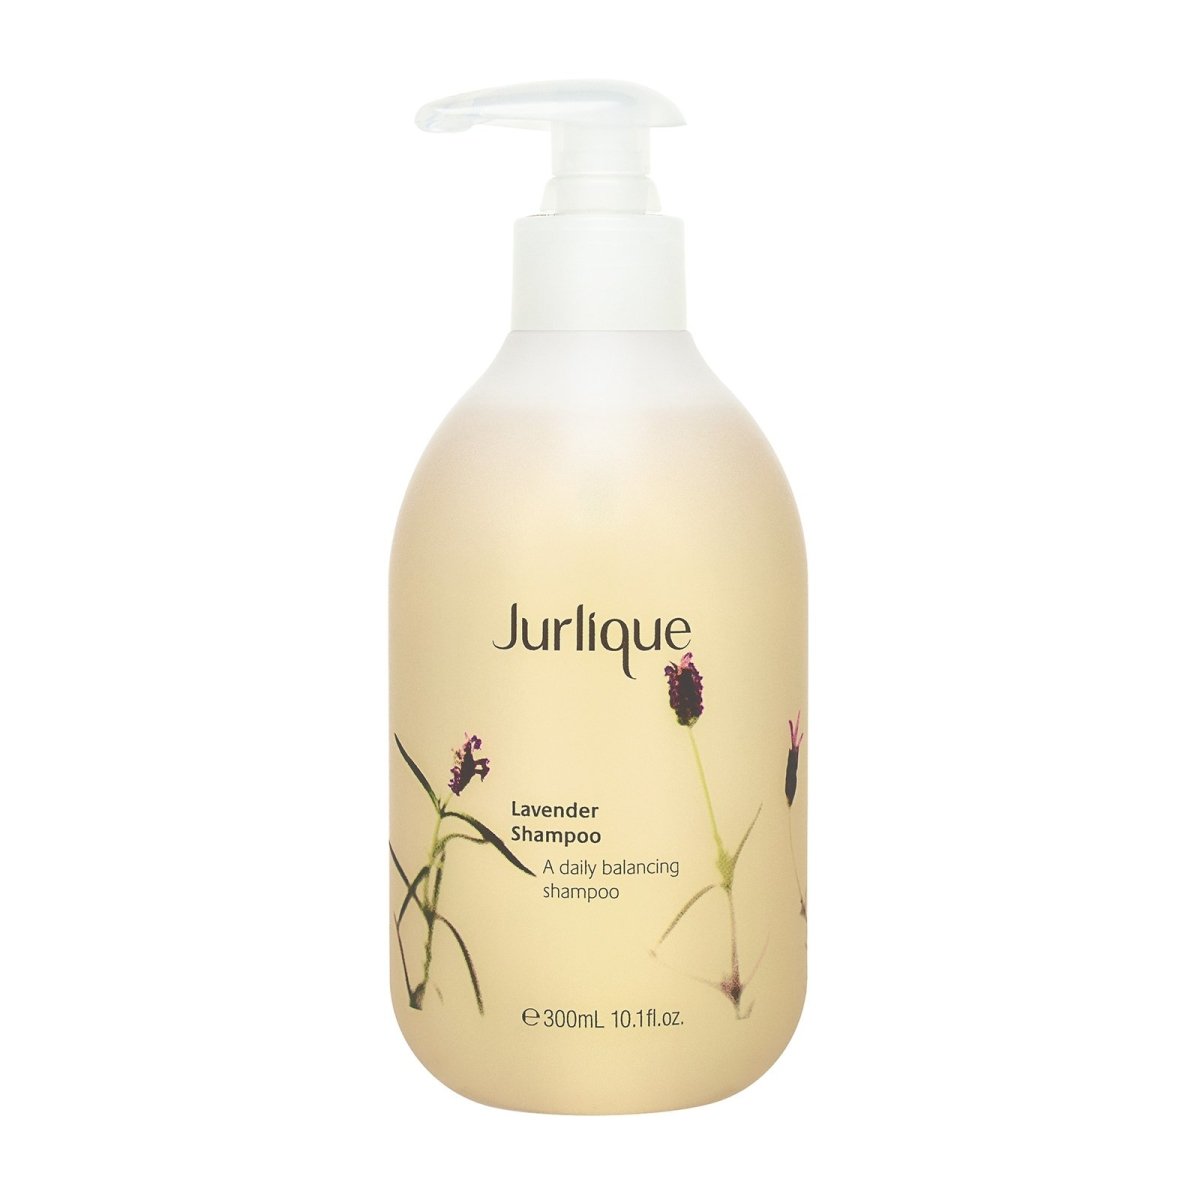 Jurlique
Lavender
Shampoo
A daily balancing
shampoo
℮300mL 10.1fl.oz.